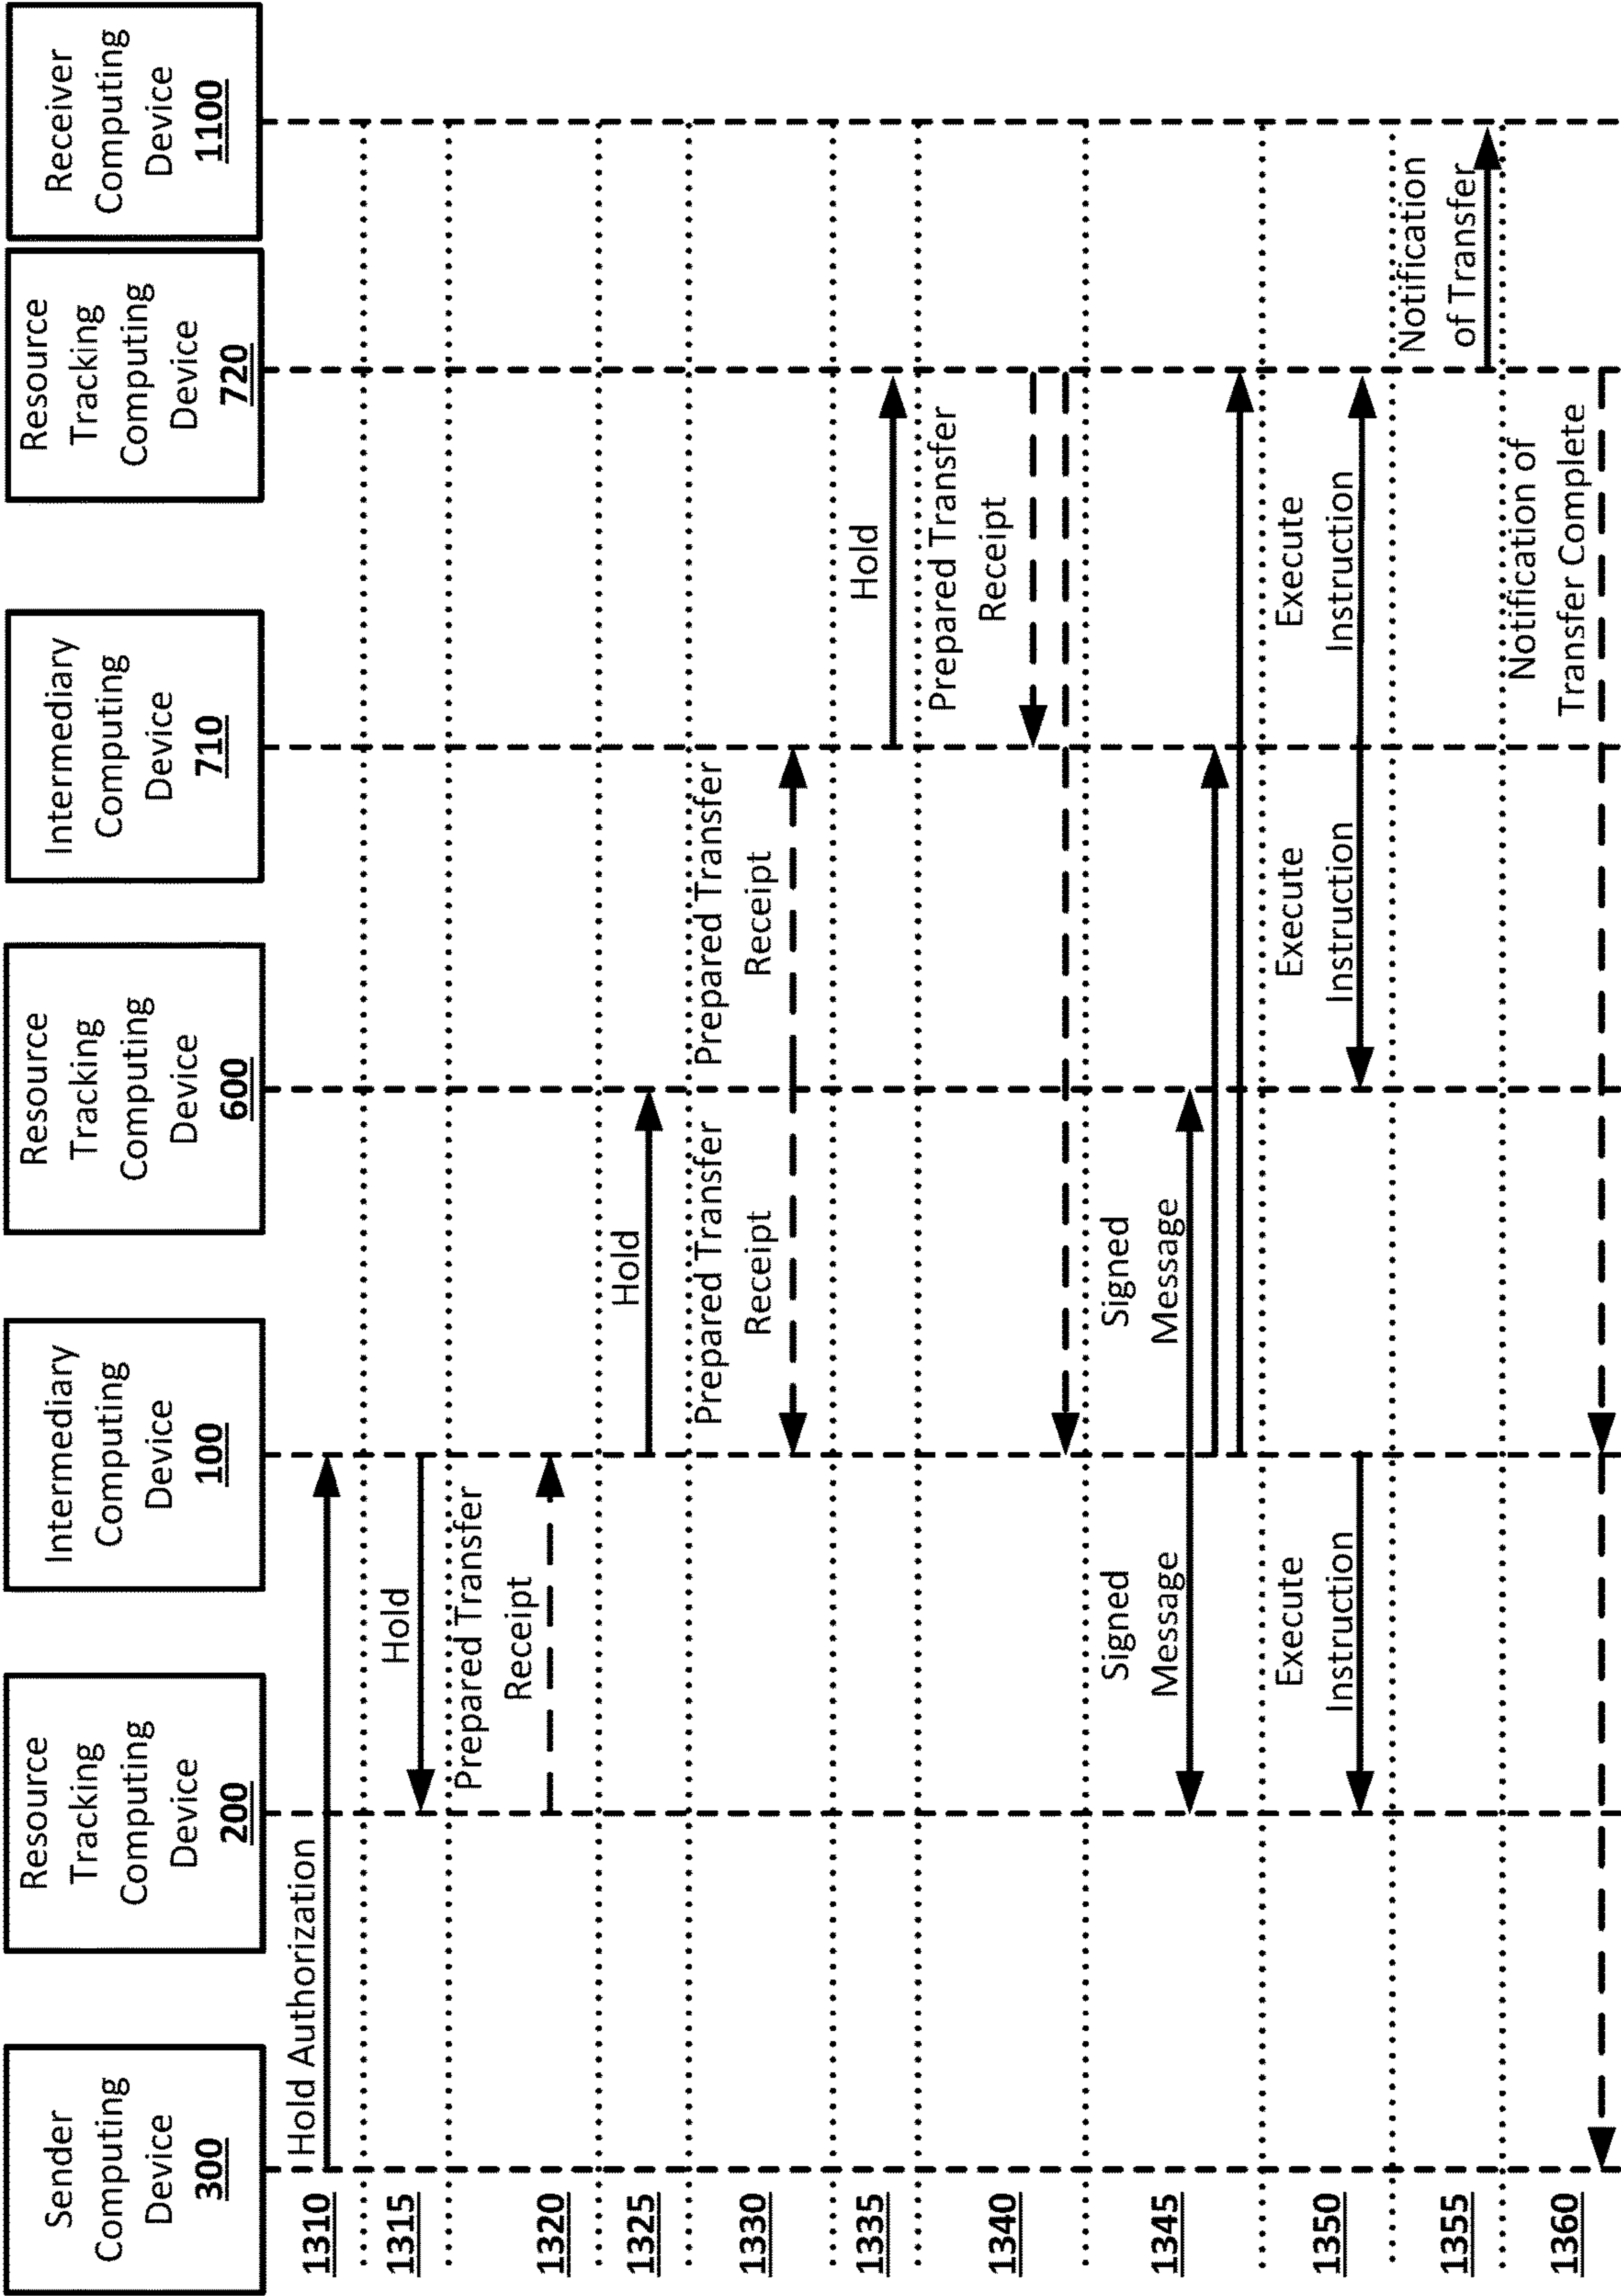 Sender
Computing
Device
300
Resource
Tracking
Computing
Device
200
Intermediary
Computing
Device
100
Resource
Tracking
Computing
Device
600
Intermediary
Computing
Device
710
Resource
Tracking
Computing
Device
720
Receiver
Computing
Device
1100
1310
Hold Authorization
1315
Hold
1320
Prepared Transfer
Receipt
1325
Hold
1330
Prepared Transfer
Receipt
Prepared Transfer
Receipt
1335
Hold
1340
Prepared Transfer
Receipt
1345
Signed
Message
Signed
Message
1350
Execute
Instruction
Execute
Instruction
Execute
Instruction
1355
Notification
of Transfer
1360
Notification of
Transfer Complete